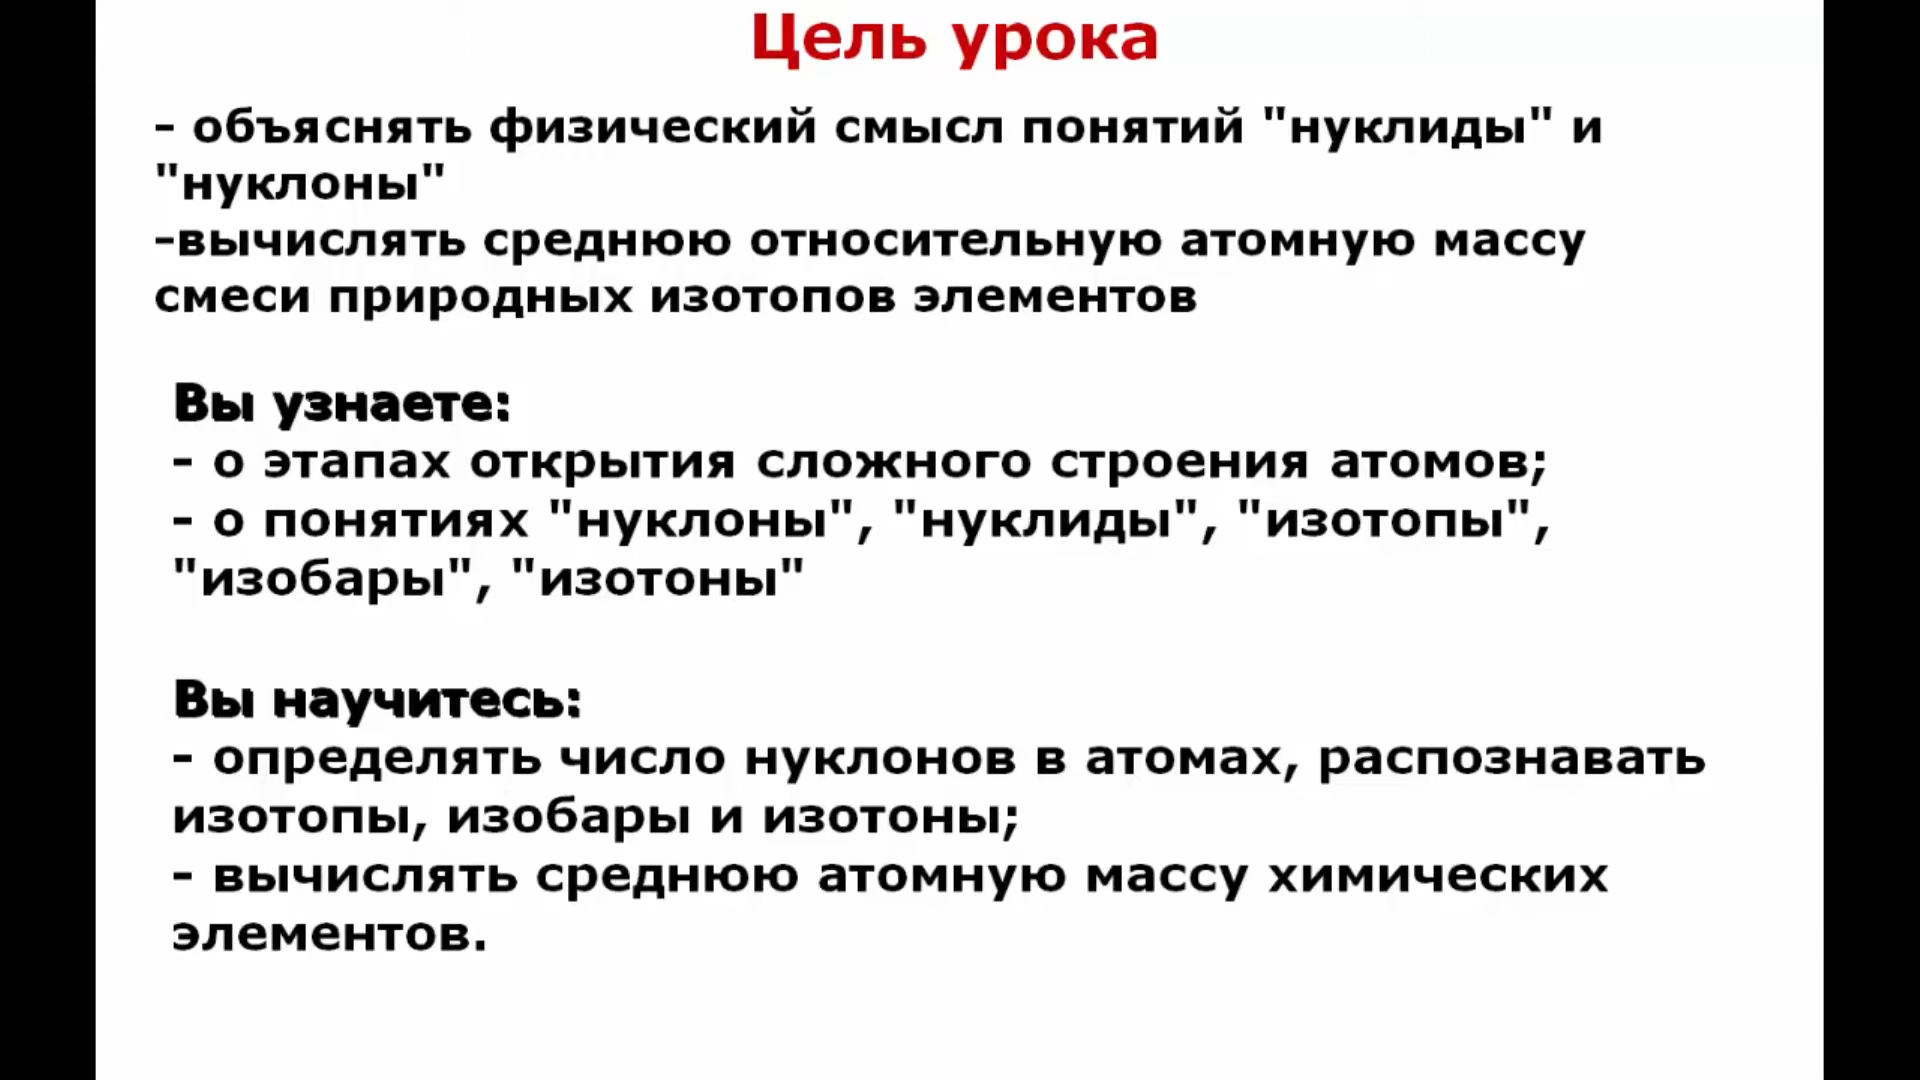 Цель урока
- объяснять физический смысл понятий "нуклиды" и
"нуклоны"
-вычислять среднюю относительную атомную массу
смеси природных изотопов элементов
Вы узнаете:
- о этапах открытия сложного строения атомов;
- о понятиях "нуклоны", "нуклиды", "изотопы",
"изобары", "изотоны"
Вы научитесь:
- определять число нуклонов в атомах, распознавать
изотопы, изобары и изотоны;
- вычислять среднюю атомную массу химических
элементов.